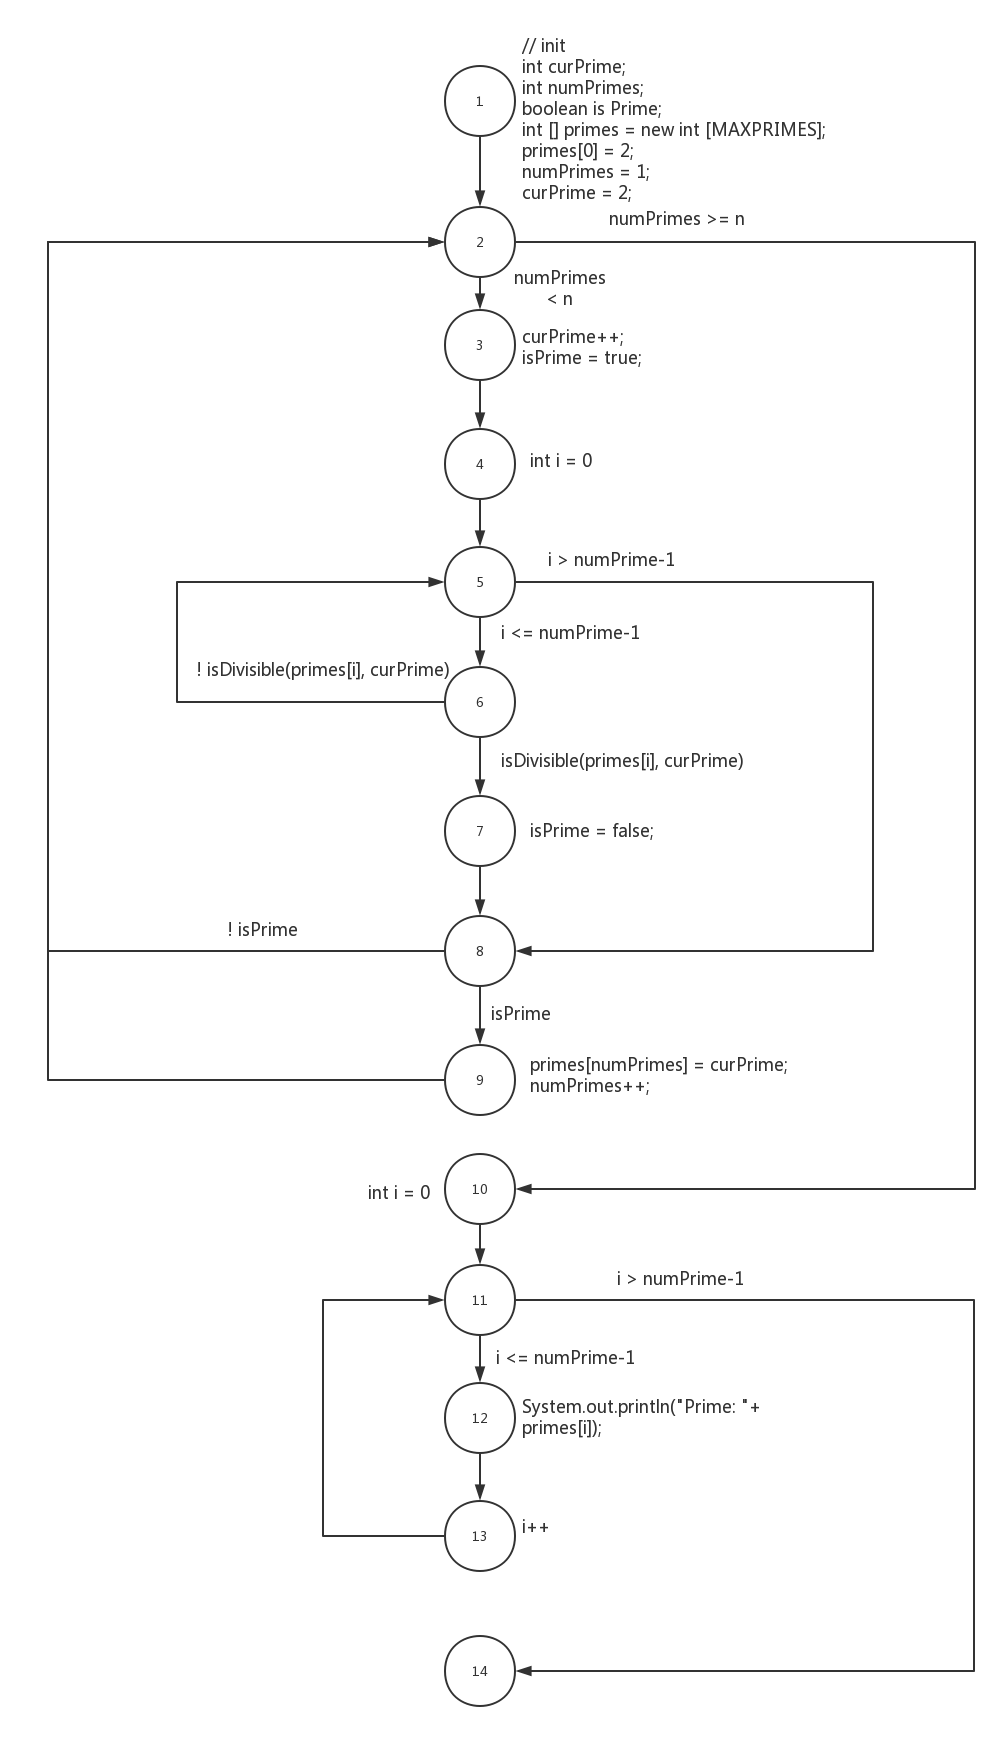 // init
int curPrime;
int numPrimes;
boolean is Prime;
int [] primes = new int [MAXPRIMES];
primes[0] = 2;
numPrimes = 1;
curPrime = 2;
1
numPrimes >= n
2
numPrimes
< n
curPrime++;
isPrime = true;
3
4
int i = 0
i > numPrime-1
5
i <= numPrime-1
! isDivisible(primes[i], curPrime)
6
isDivisible(primes[i], curPrime)
7
isPrime = false;
! isPrime
8
isPrime
primes[numPrimes] = curPrime;
numPrimes++;
9
int i = 0
10
i > numPrime-1
11
i <= numPrime-1
System.out.println("Prime: "+
primes[i]);
12
i++
13
14